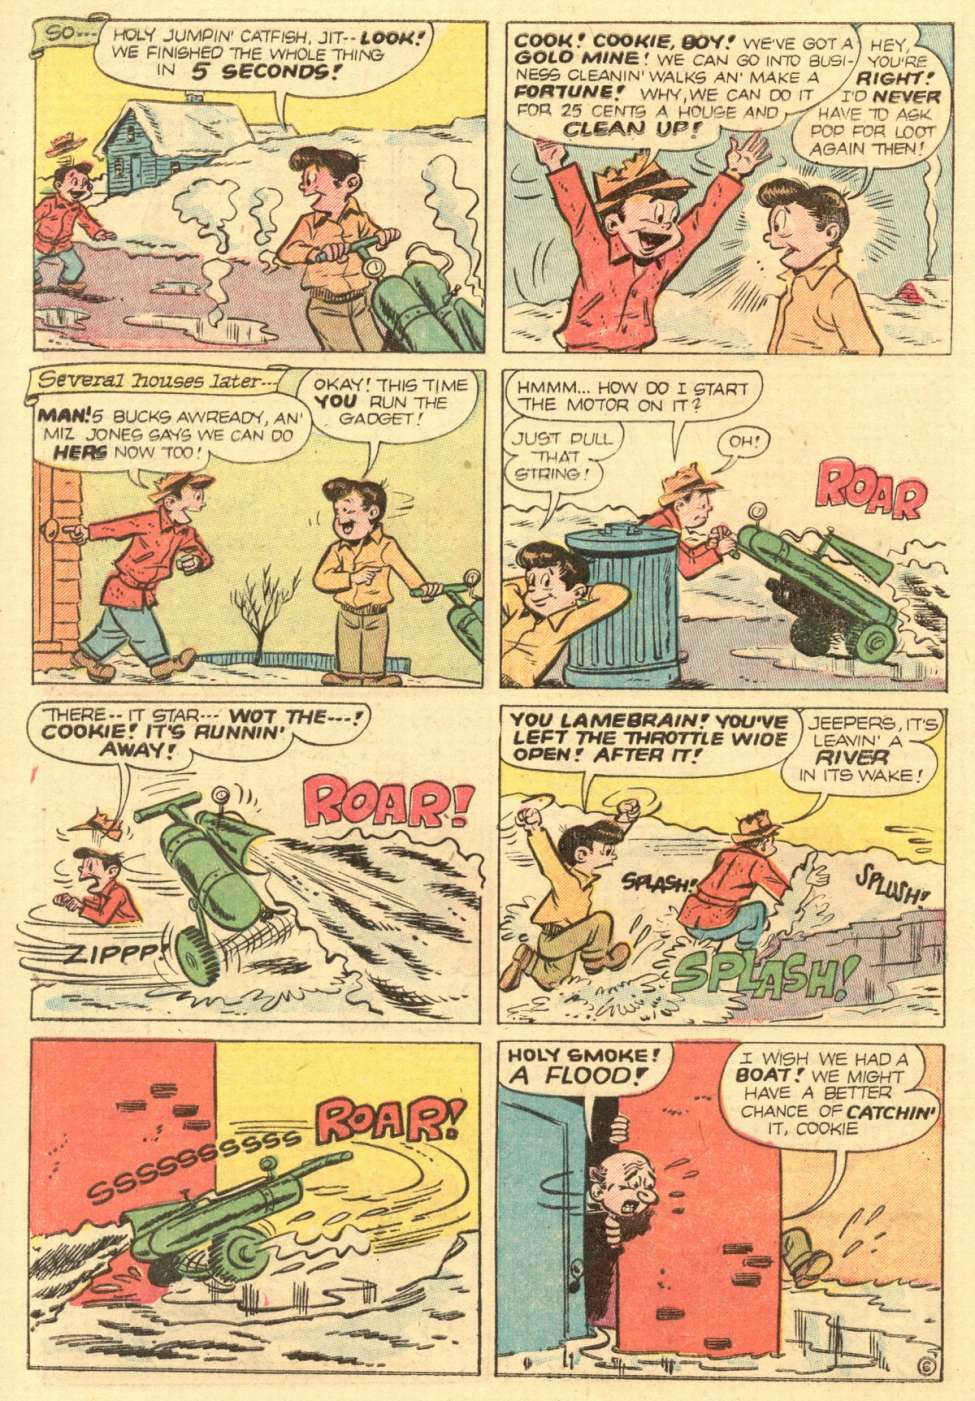 SO---
HOLY JUMPIN' CATFISH, JIT-- LOOK!
WE FINISHED THE WHOLE THING
IN 5 SECONDS!
COOK! COOKIE, BOY! WE'VE GOT A
GOLD MINE! WE CAN GO INTO BUSI-
NESS CLEANIN' WALKS AN' MAKE A
FORTUNE! WHY, WE CAN DO IT
FOR 25 CENTS A HOUSE AND
CLEAN UP!
HEY,
YOU'RE
RIGHT!
I'D NEVER
HAVE TO ASK
POP FOR LOOT
AGAIN THEN!
Several houses later---
MAN! 5 BUCKS AWREADY, AN'
MIZ JONES SAYS WE CAN DO
HERS NOW TOO!
OKAY! THIS TIME
YOU RUN THE
GADGET!
HMMM... HOW DO I START
THE MOTOR ON IT?
JUST PULL
THAT
STRING!
OH!
ROAR
THERE-- IT STAR--- WOT THE---!
COOKIE! IT'S RUNNIN'
AWAY!
ROAR!
ZIPPP!
YOU LAMEBRAIN! YOU'VE
LEFT THE THROTTLE WIDE
OPEN! AFTER IT!
JEEPERS, IT'S
LEAVIN' A
RIVER
IN ITS WAKE!
SPLASH!
SPLUSH!
SPLASH!
ROAR!
SSSSSSSSSS
HOLY SMOKE!
A FLOOD!
I WISH WE HAD A
BOAT! WE MIGHT
HAVE A BETTER
CHANCE OF CATCHIN'
IT, COOKIE
6